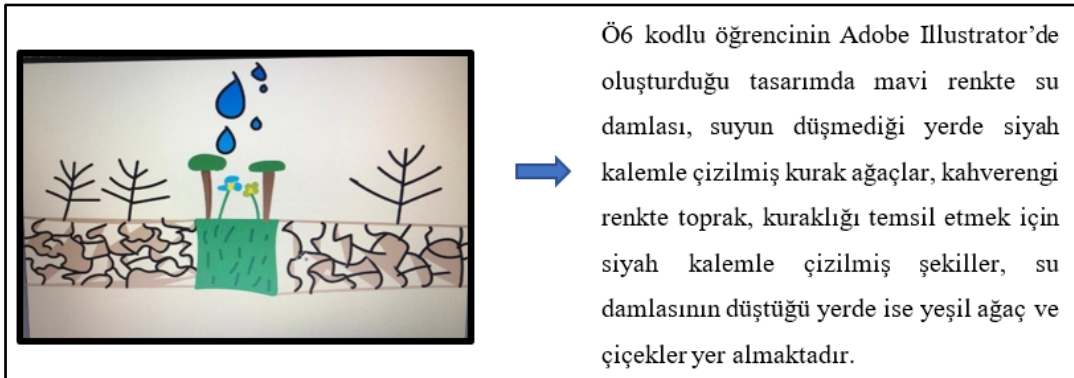 Ö6 kodlu öğrencinin Adobe Illustrator’de
oluşturduğu tasarımda mavi renkte su
damlası, suyun düşmediği yerde siyah
kalemle çizilmiş kurak ağaçlar, kahverengi
renkte toprak, kuraklığı temsil etmek için
siyah kalemle çizilmiş şekiller, su
damlasının düştüğü yerde ise yeşil ağaç ve
çiçekler yer almaktadır.